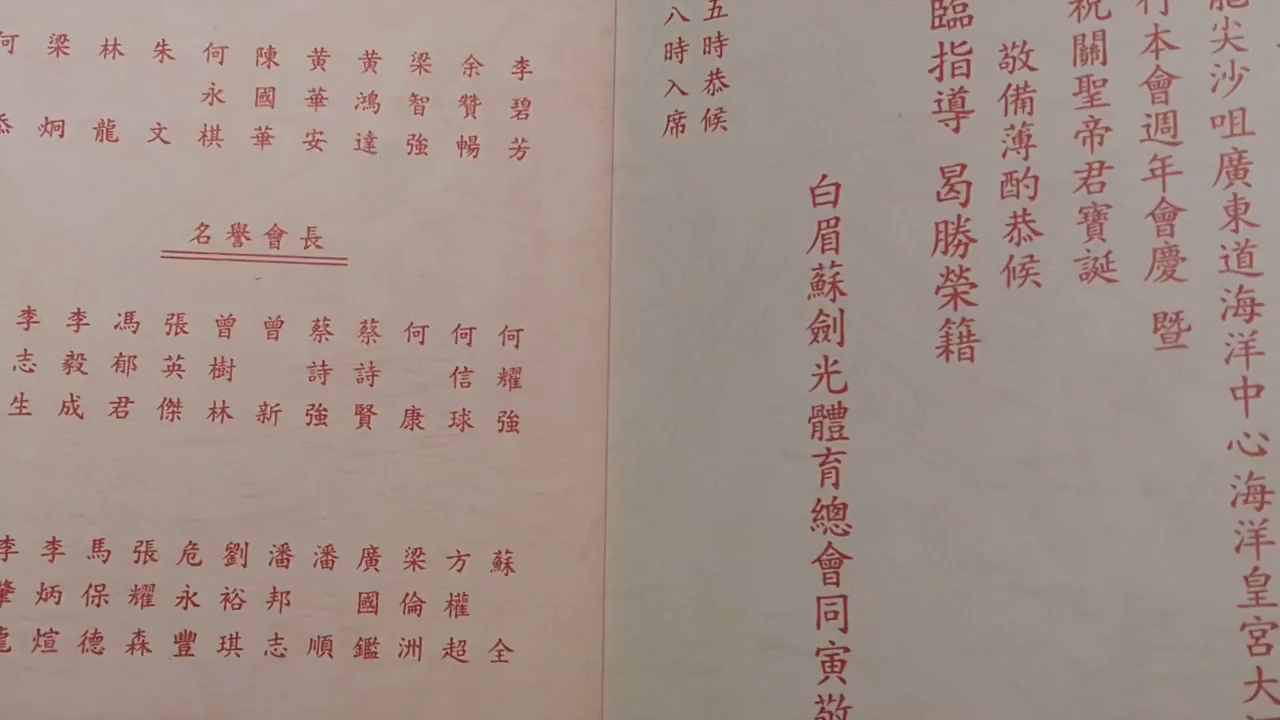 尖沙咀廣東道海洋中心海洋皇宮大
本會週年會慶 暨
祝關聖帝君寶誕
敬備薄酌恭候
臨指導 曷勝榮籍
白眉蘇劍光體育總會同寅敬
五時恭候
八時入席
李碧芳
余贊暢
梁智強
黃鴻達
黃華安
陳國華
何永棋
朱文
林龍
梁炯
何
名譽會長
何耀強
何信球
何康
蔡詩賢
蔡詩強
曾新
曾樹林
張英傑
馮郁君
李毅成
李志生
蘇全
方權超
梁倫洲
廣國鑑
潘順
潘邦志
劉裕琪
危永豐
張耀森
馬保德
李炳煊
李肇龍